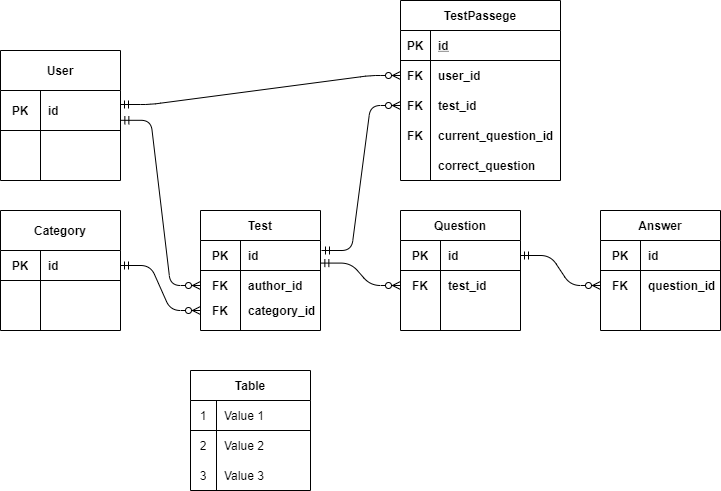 TestPassege
PK id
FK user_id
FK test_id
FK current_question_id
correct_question
User
PK id
Category
PK id
Test
PK id
FK author_id
FK category_id
Question
PK id
FK test_id
Answer
PK id
FK question_id
Table
1 Value 1
2 Value 2
3 Value 3